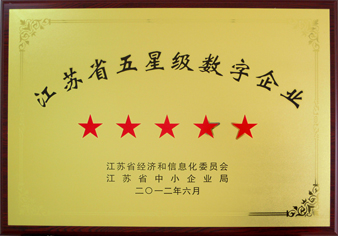 江苏省五星级数字企业
江苏省经济和信息化委员会
江苏省中小企业局
二〇一二年六月